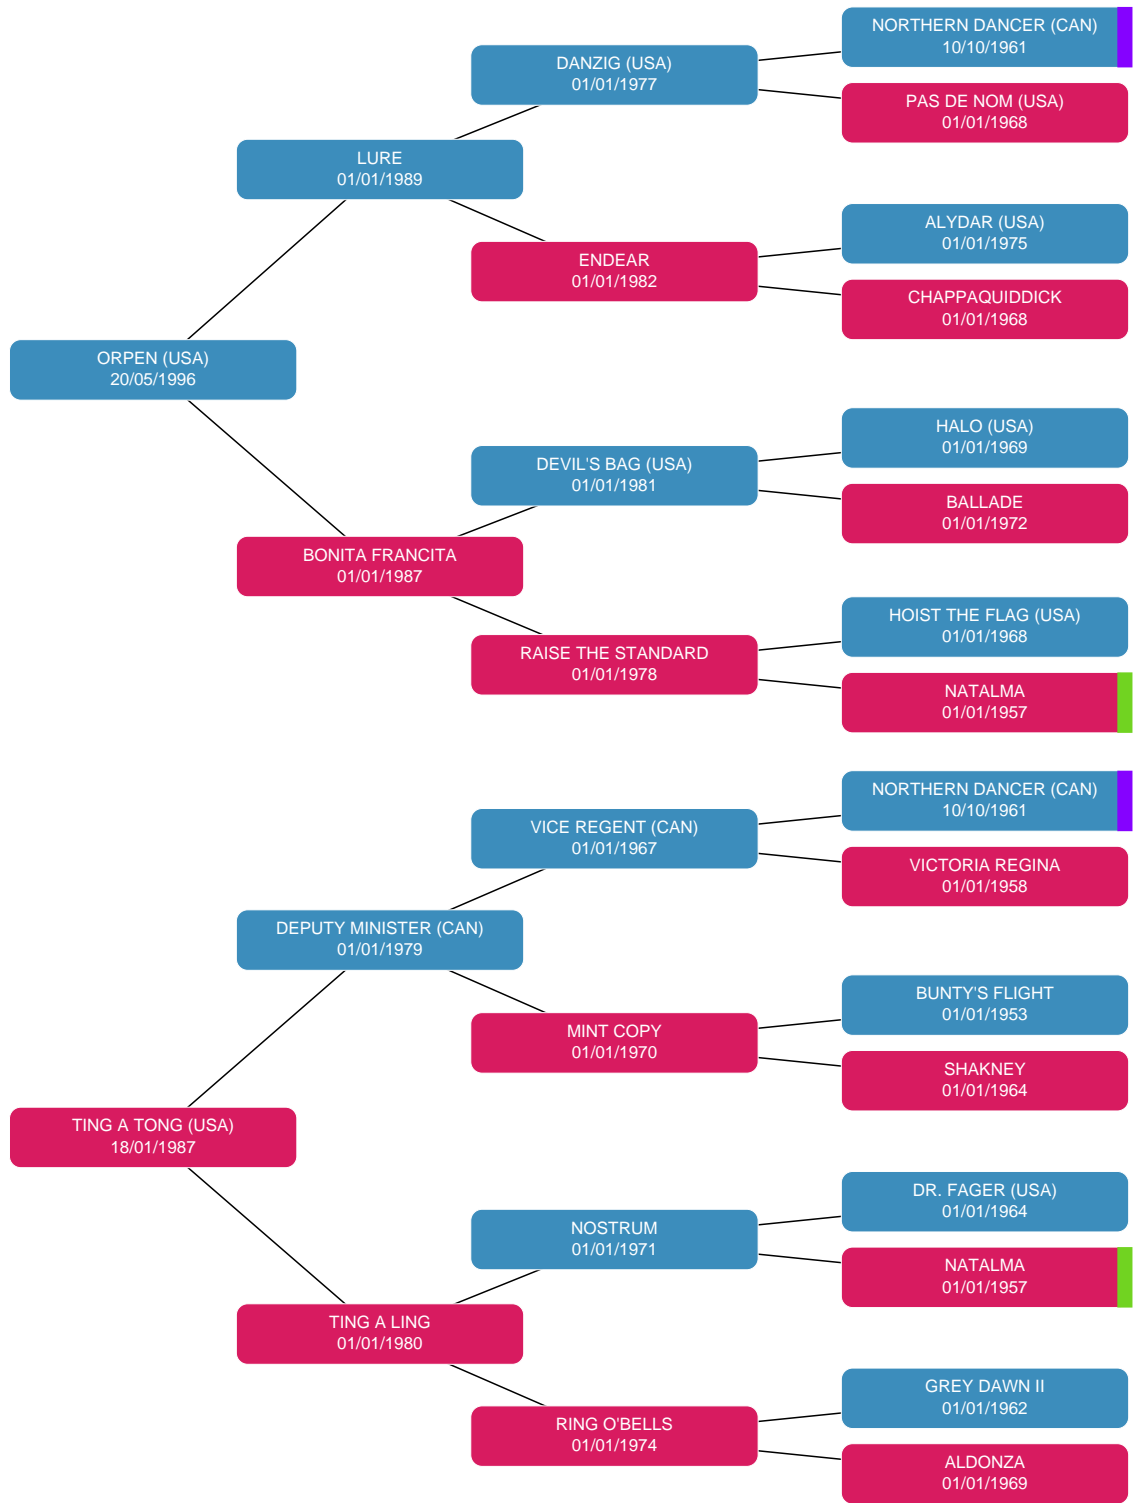 NORTHERN DANCER (CAN)
10/10/1961
DANZIG (USA)
01/01/1977
PAS DE NOM (USA)
01/01/1968
LURE
01/01/1989
ALYDAR (USA)
01/01/1975
ENDEAR
01/01/1982
CHAPPAQUIDDICK
01/01/1968
ORPEN (USA)
20/05/1996
HALO (USA)
01/01/1969
DEVIL'S BAG (USA)
01/01/1981
BALLADE
01/01/1972
BONITA FRANCITA
01/01/1987
HOIST THE FLAG (USA)
01/01/1968
RAISE THE STANDARD
01/01/1978
NATALMA
01/01/1957
NORTHERN DANCER (CAN)
10/10/1961
VICE REGENT (CAN)
01/01/1967
VICTORIA REGINA
01/01/1958
DEPUTY MINISTER (CAN)
01/01/1979
BUNTY'S FLIGHT
01/01/1953
MINT COPY
01/01/1970
SHAKNEY
01/01/1964
TING A TONG (USA)
18/01/1987
DR. FAGER (USA)
01/01/1964
NOSTRUM
01/01/1971
NATALMA
01/01/1957
TING A LING
01/01/1980
GREY DAWN II
01/01/1962
RING O'BELLS
01/01/1974
ALDONZA
01/01/1969